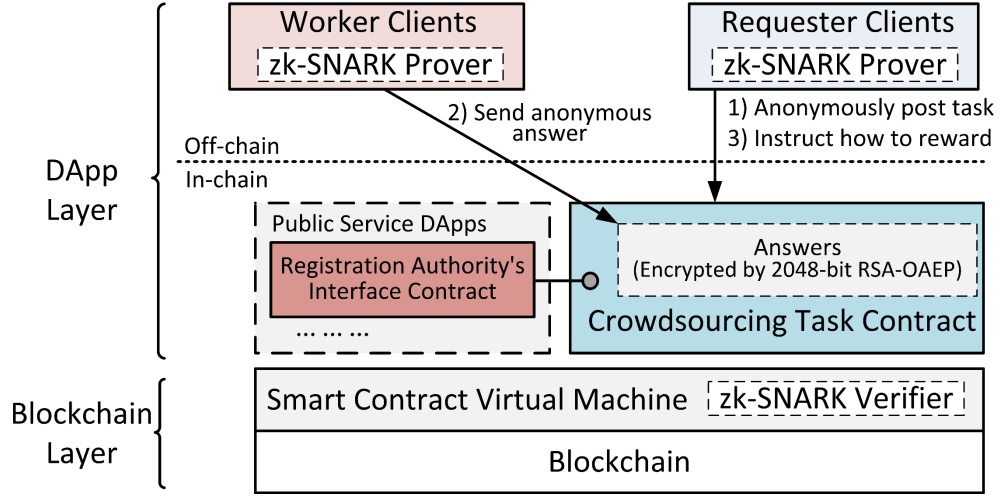 Worker Clients
zk-SNARK Prover
Requester Clients
zk-SNARK Prover
2) Send anonymous
answer
1) Anonymously post task
3) Instruct how to reward
Off-chain
In-chain
DApp
Layer
Public Service DApps
Registration Authority's
Interface Contract
... ... ...
Answers
(Encrypted by 2048-bit RSA-OAEP)
Crowdsourcing Task Contract
Blockchain
Layer
Smart Contract Virtual Machine
zk-SNARK Verifier
Blockchain